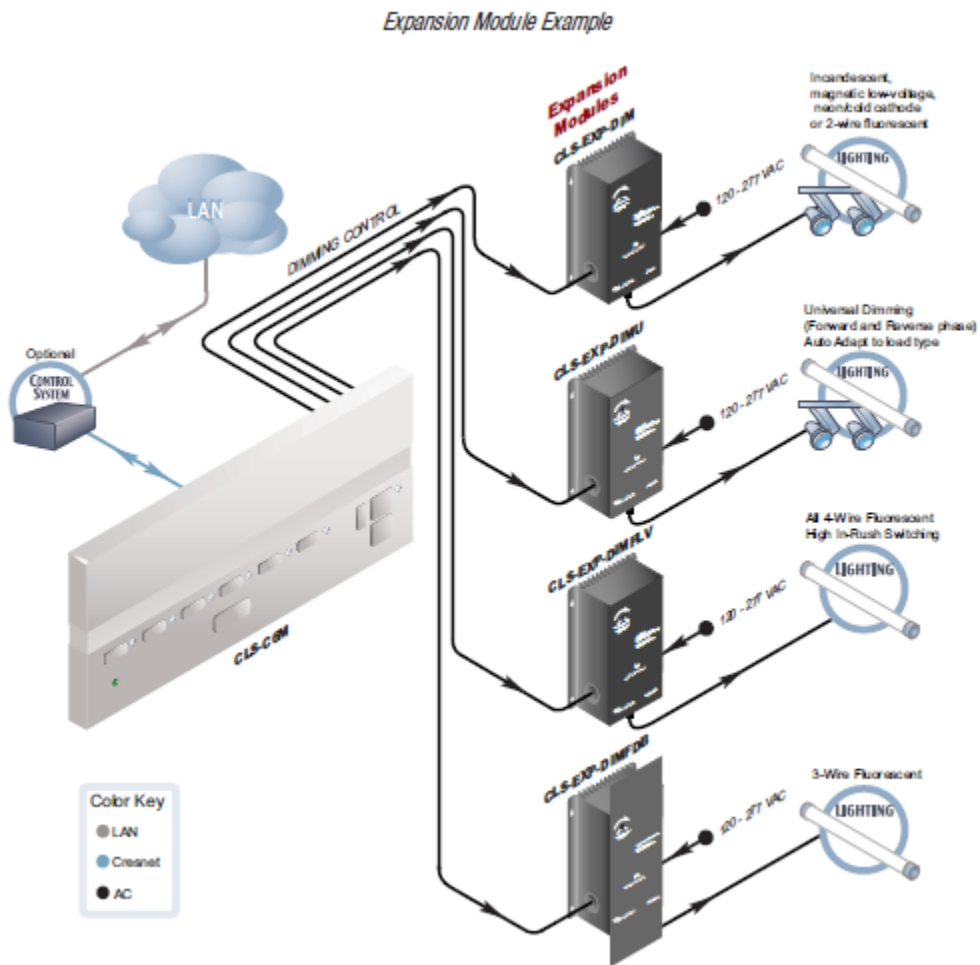 Expansion Module Example
Expansion
Modules
CLS-EXP-DIM
Incandescent,
magnetic low-voltage,
neon/cold cathode
or 2-wire fluorescent
LIGHTING
120 - 277 VAC
LAN
DIMMING CONTROL
Optional
CONTROL
SYSTEM
CLS-EXP-DIMU
Universal Dimming
(Forward and Reverse phase)
Auto Adapt to load type
LIGHTING
120 - 277 VAC
CLS-C6M
CLS-EXP-DIMFLV
All 4-Wire Fluorescent
High In-Rush Switching
LIGHTING
120 - 277 VAC
CLS-EXP-DIMFDB
3-Wire Fluorescent
LIGHTING
120 - 277 VAC
Color Key
LAN
Cresnet
AC